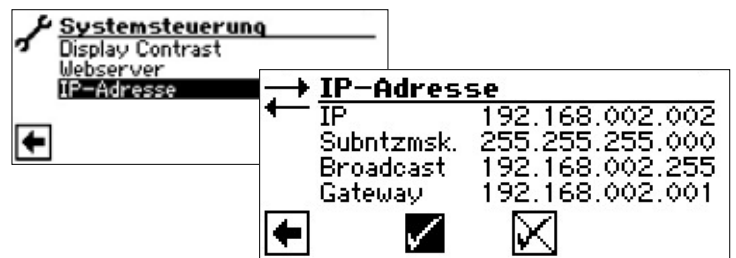 Systemsteuerung
Display Contrast
Webserver
IP-Adresse
IP-Adresse
IP 192.168.002.002
Subntzmsk. 255.255.255.000
Broadcast 192.168.002.255
Gateway 192.168.002.001